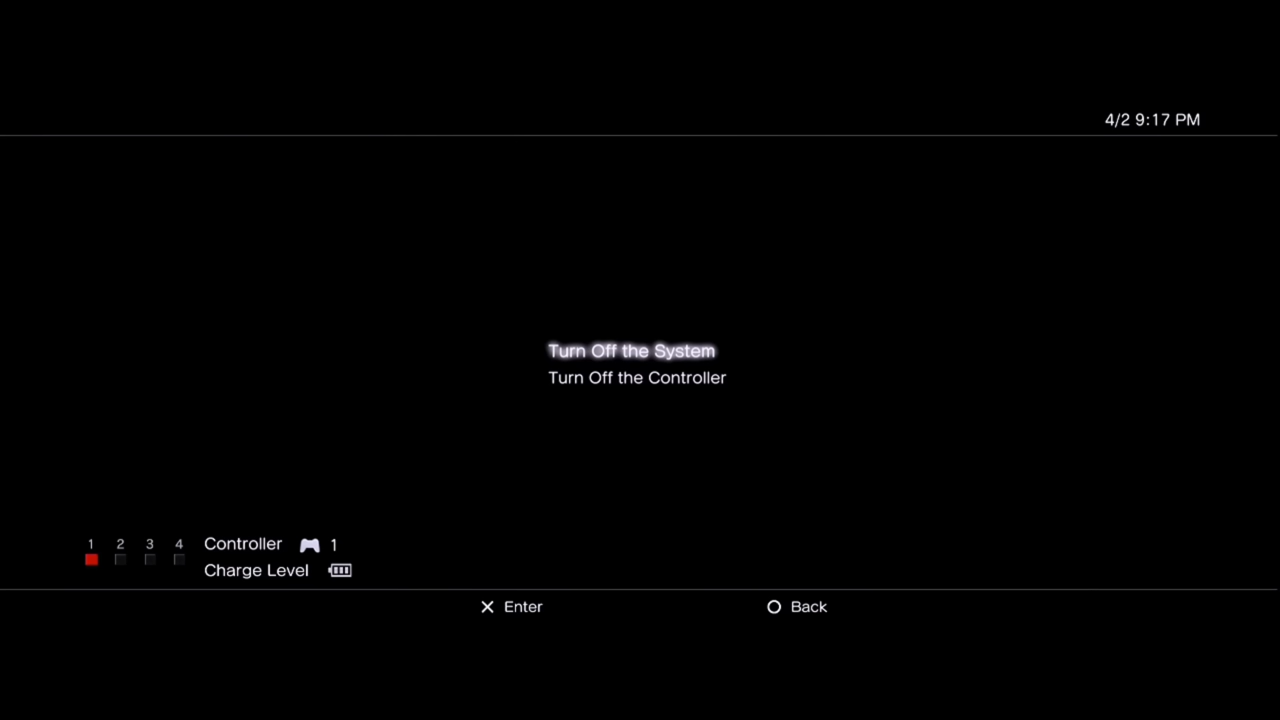 4/2 9:17 PM
Turn Off the System
Turn Off the Controller
1 2 3 4 Controller 1
Charge Level
Enter Back